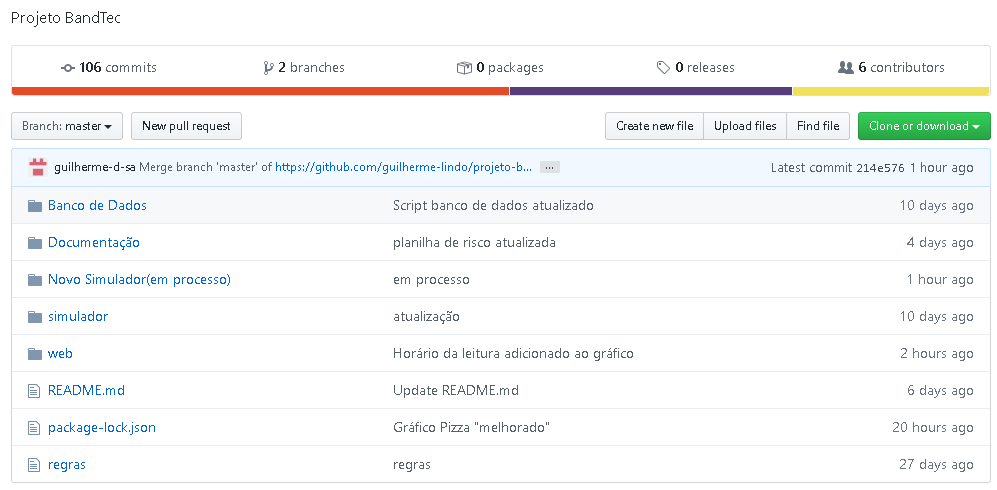 Projeto BandTec
106 commits 2 branches 0 packages 0 releases 6 contributors
Branch: master New pull request Create new file Upload files Find file Clone or download
guilherme-d-sa Merge branch 'master' of https://github.com/guilherme-lindo/projeto-b... ... Latest commit 214e576 1 hour ago
Banco de Dados Script banco de dados atualizado 10 days ago
Documentação planilha de risco atualizada 4 days ago
Novo Simulador(em processo) em processo 1 hour ago
simulador atualização 10 days ago
web Horário da leitura adicionado ao gráfico 2 hours ago
README.md Update README.md 6 days ago
package-lock.json Gráfico Pizza "melhorado" 20 hours ago
regras regras 27 days ago